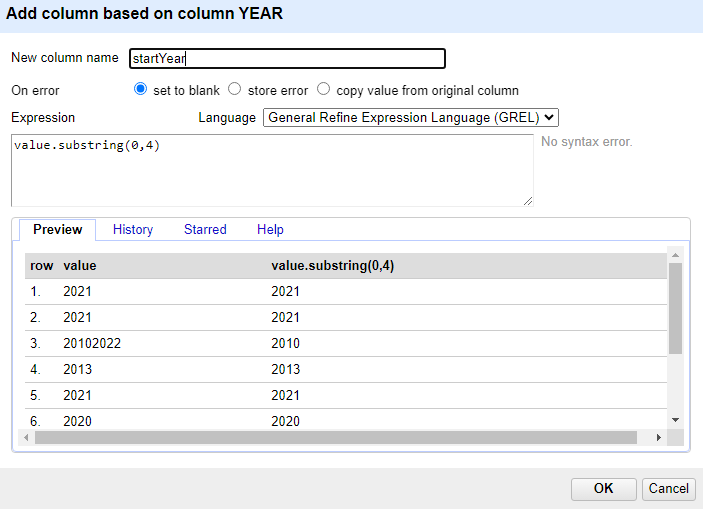 Add column based on column YEAR
New column name startYear
On error set to blank store error copy value from original column
Expression Language General Refine Expression Language (GREL)
value.substring(0,4) No syntax error.
Preview History Starred Help
row value value.substring(0,4)
1. 2021 2021
2. 2021 2021
3. 20102022 2010
4. 2013 2013
5. 2021 2021
6. 2020 2020
OK Cancel